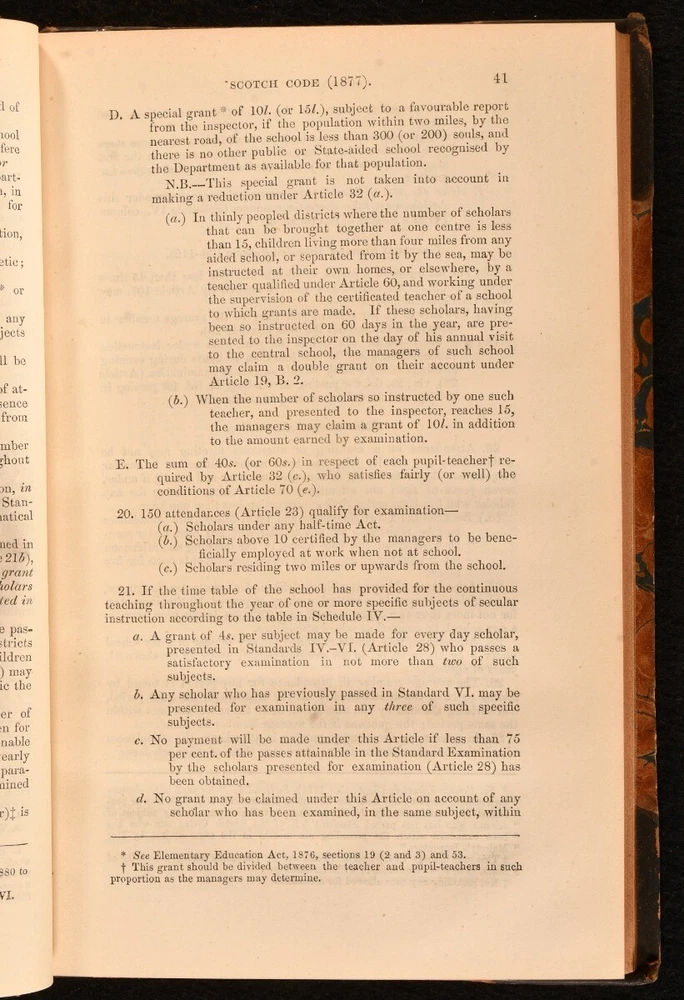 SCOTCH CODE (1877). 41
D. A special grant * of 10l. (or 15l.), subject to a favourable report
from the inspector, if the population within two miles, by the
nearest road, of the school is less than 300 (or 200) souls, and
there is no other public or State-aided school recognised by
the Department as available for that population.
N.B.—This special grant is not taken into account in
making a reduction under Article 32 (a.).
(a.) In thinly peopled districts where the number of scholars
that can be brought together at one centre is less
than 15, children living more than four miles from any
aided school, or separated from it by the sea, may be
instructed at their own homes, or elsewhere, by a
teacher qualified under Article 60, and working under
the supervision of the certificated teacher of a school
to which grants are made. If these scholars, having
been so instructed on 60 days in the year, are pre-
sented to the inspector on the day of his annual visit
to the central school, the managers of such school
may claim a double grant on their account under
Article 19, B. 2.
(b.) When the number of scholars so instructed by one such
teacher, and presented to the inspector, reaches 15,
the managers may claim a grant of 10l. in addition
to the amount earned by examination.
E. The sum of 40s. (or 60s.) in respect of each pupil-teacher† re-
quired by Article 32 (c.), who satisfies fairly (or well) the
conditions of Article 70 (e.).
20. 150 attendances (Article 23) qualify for examination—
(a.) Scholars under any half-time Act.
(b.) Scholars above 10 certified by the managers to be bene-
ficially employed at work when not at school.
(c.) Scholars residing two miles or upwards from the school.
21. If the time table of the school has provided for the continuous
teaching throughout the year of one or more specific subjects of secular
instruction according to the table in Schedule IV.—
a. A grant of 4s. per subject may be made for every day scholar,
presented in Standards IV.–VI. (Article 28) who passes a
satisfactory examination in not more than two of such
subjects.
b. Any scholar who has previously passed in Standard VI. may be
presented for examination in any three of such specific
subjects.
c. No payment will be made under this Article if less than 75
per cent. of the passes attainable in the Standard Examination
by the scholars presented for examination (Article 28) has
been obtained.
d. No grant may be claimed under this Article on account of any
scholar who has been examined, in the same subject, within
* See Elementary Education Act, 1876, sections 19 (2 and 3) and 53.
† This grant should be divided between the teacher and pupil-teachers in such
proportion as the managers may determine.